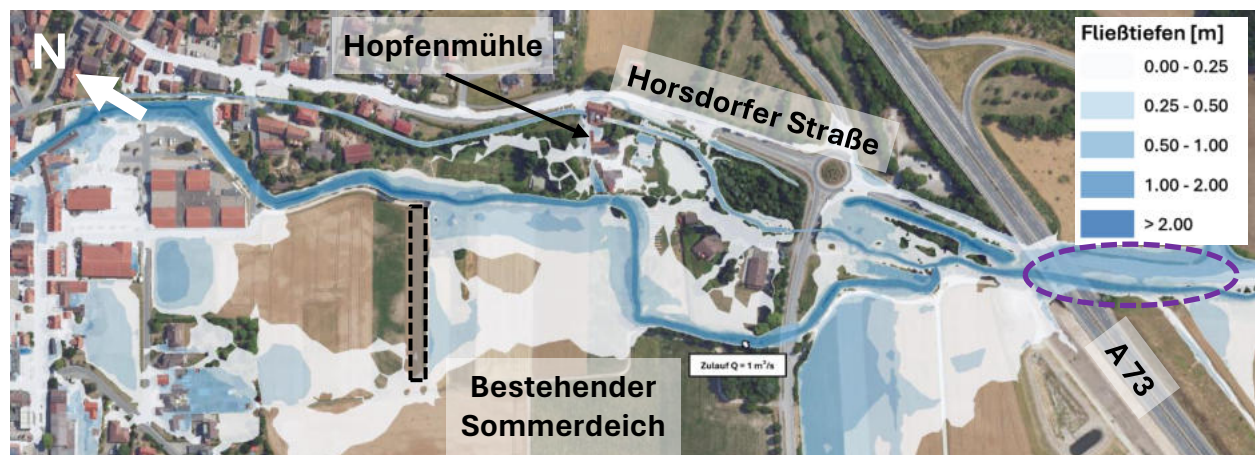 N
Hopfenmühle
Horsdorfer Straße
Fließtiefen [m]
0.00 - 0.25
0.25 - 0.50
0.50 - 1.00
1.00 - 2.00
> 2.00
Zulauf Q = 1 m³/s
A 73
Bestehender
Sommerdeich